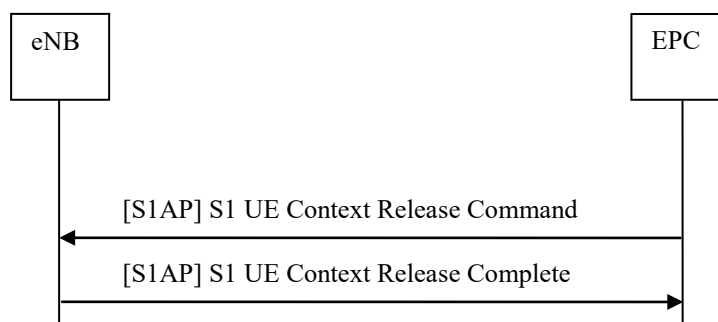 eNB
EPC
[S1AP] S1 UE Context Release Command
[S1AP] S1 UE Context Release Complete